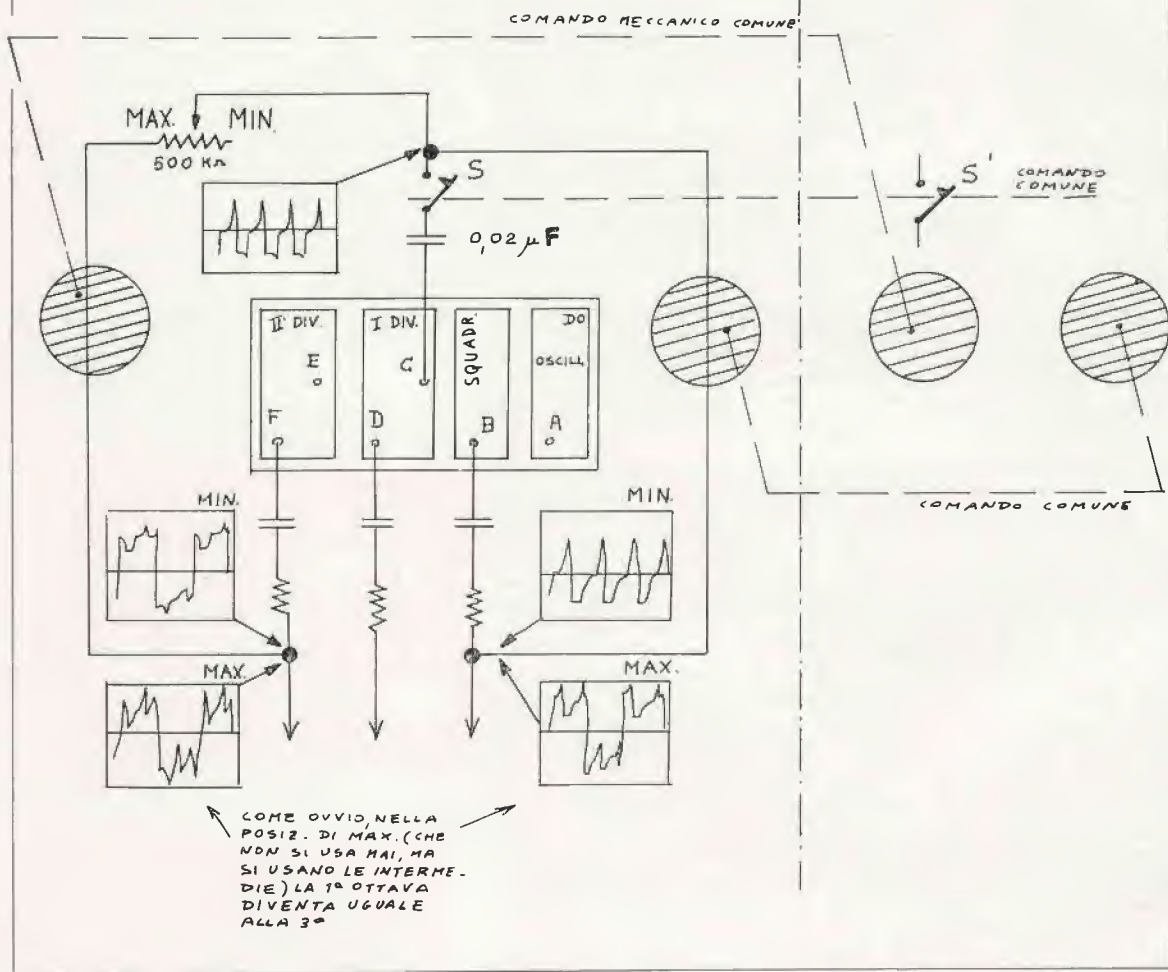 COMANDO MECCANICO COMUNE
MAX. MIN.
500 KΩ
S
0,02 μF
S'
COMANDO
COMUNE
II° DIV.
E
F
I DIV.
C
D
SQUADR.
B
DO
OSCILL.
A
MIN.
MIN.
COMANDO COMUNE
MAX.
MAX.
COME OVVIO, NELLA
POSIZ. DI MAX. (CHE
NON SI USA MAI, MA
SI USANO LE INTERME-
DIE) LA 1ª OTTAVA
DIVENTA UGUALE
ALLA 3ª